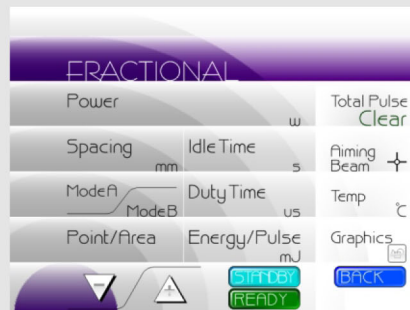 FRACTIONAL
Power
W
Total Pulse
Clear
Spacing
mm
Idle Time
s
Aiming
Beam
ModeA
ModeB
Duty Time
us
Temp
°C
Point/Area
Energy/Pulse
mJ
Graphics
STANDBY
READY
BACK